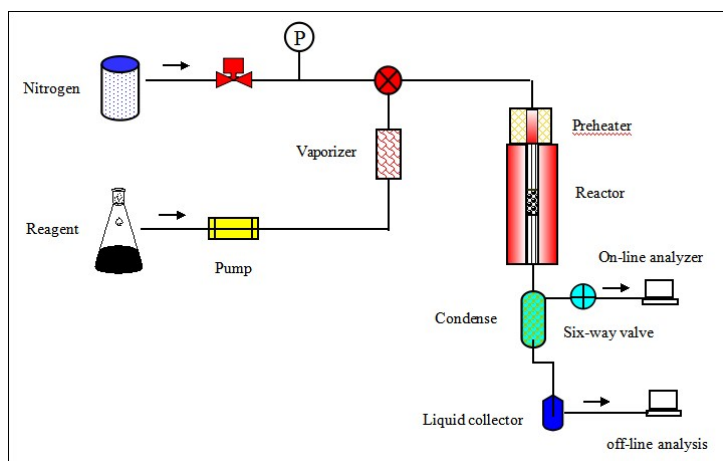 P
Nitrogen
Preheater
Vaporizer
Reactor
Reagent
On-line analyzer
Pump
Condense
Six-way valve
Liquid collector
off-line analysis